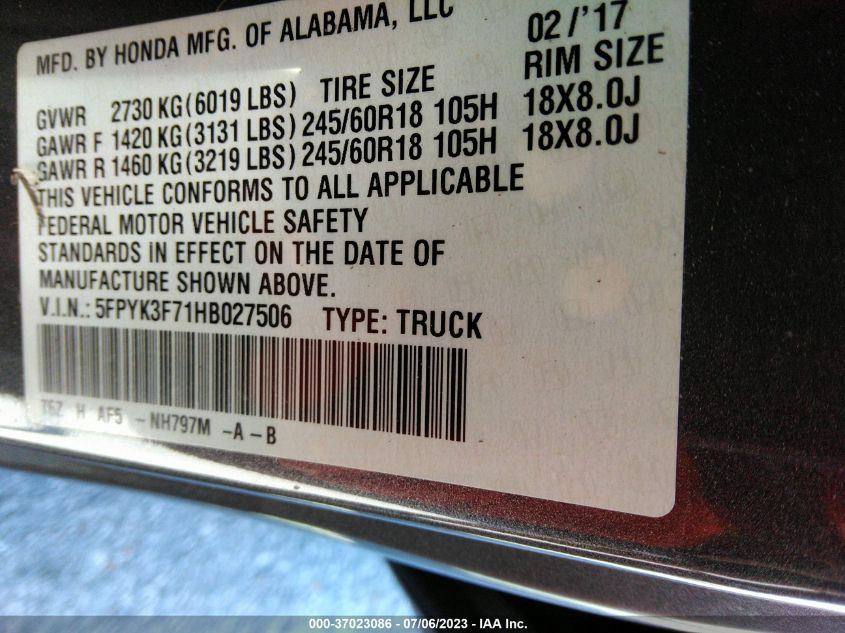 MFD. BY HONDA MFG. OF ALABAMA, LLC 02/'17
GVWR 2730 KG(6019 LBS) TIRE SIZE RIM SIZE
GAWR F 1420 KG(3131 LBS) 245/60R18 105H 18X8.0J
GAWR R 1460 KG(3219 LBS) 245/60R18 105H 18X8.0J
THIS VEHICLE CONFORMS TO ALL APPLICABLE
FEDERAL MOTOR VEHICLE SAFETY
STANDARDS IN EFFECT ON THE DATE OF
MANUFACTURE SHOWN ABOVE.
V.I.N.: 5FPYK3F71HB027506 TYPE: TRUCK
T6Z H AF5 -NH797M -A-B
000-37023086 - 07/06/2023 - IAA Inc.